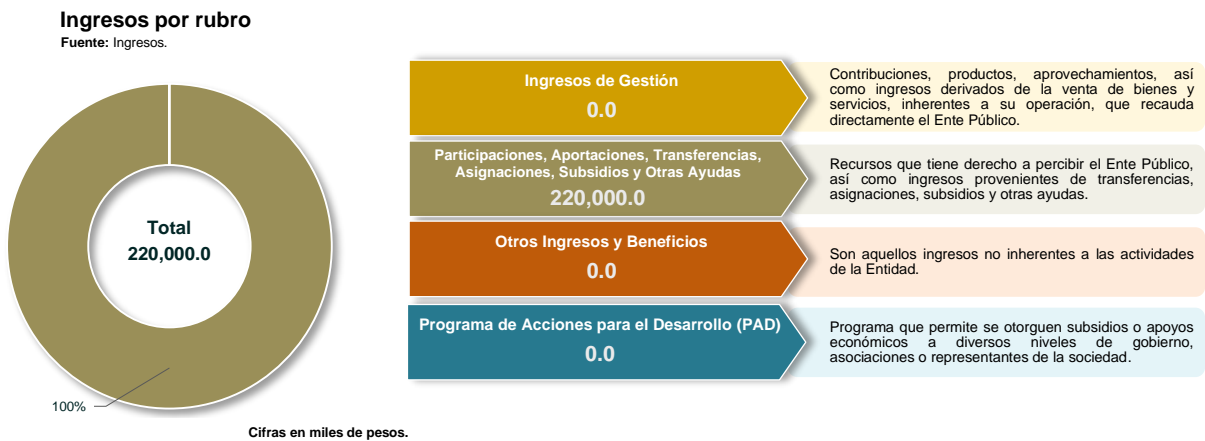 Ingresos por rubro
Fuente: Ingresos.
Total
220,000.0
100%
Ingresos de Gestión
0.0
Contribuciones, productos, aprovechamientos, así
como ingresos derivados de la venta de bienes y
servicios, inherentes a su operación, que recauda
directamente el Ente Público.
Participaciones, Aportaciones, Transferencias,
Asignaciones, Subsidios y Otras Ayudas
220,000.0
Recursos que tiene derecho a percibir el Ente Público,
así como ingresos provenientes de transferencias,
asignaciones, subsidios y otras ayudas.
Otros Ingresos y Beneficios
0.0
Son aquellos ingresos no inherentes a las actividades
de la Entidad.
Programa de Acciones para el Desarrollo (PAD)
0.0
Programa que permite se otorguen subsidios o apoyos
económicos a diversos niveles de gobierno,
asociaciones o representantes de la sociedad.
Cifras en miles de pesos.